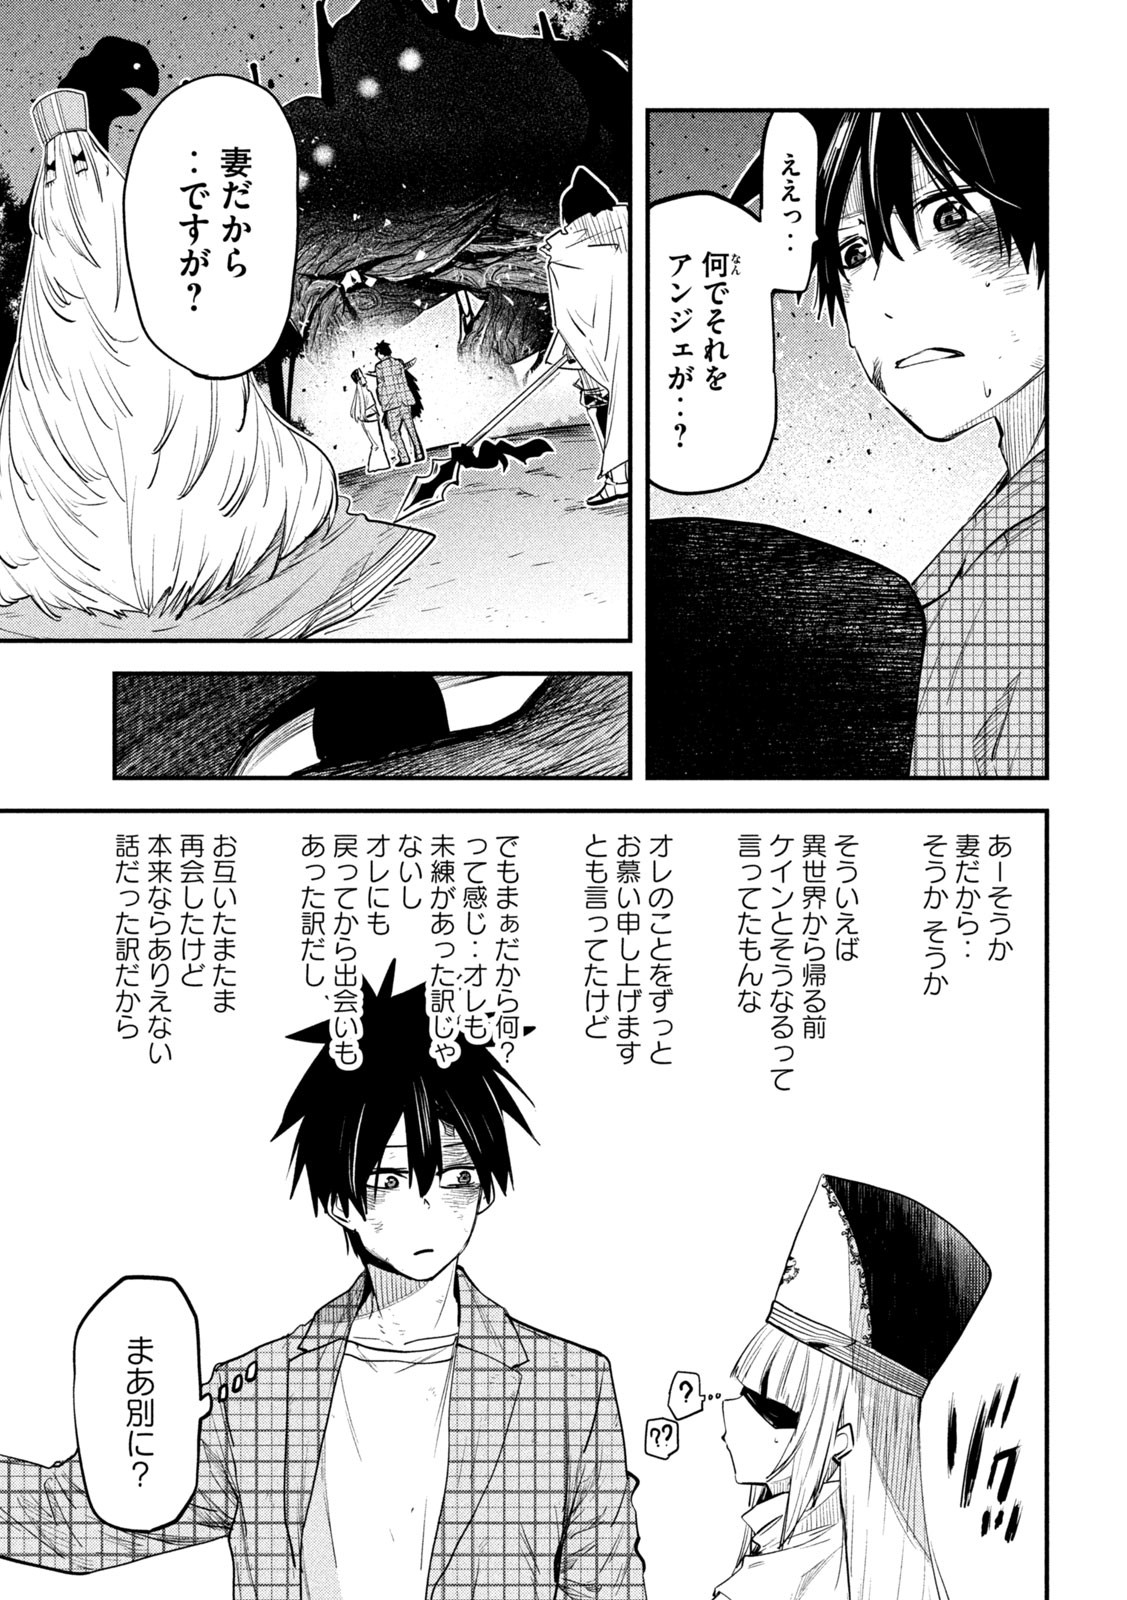 ええっ・・
何でそれを
なん
アンジェが・・・？
妻だから
・・ですが？
あーそうか
妻だから・・
そうか そうか
そういえば
異世界から帰る前
ケインとそうなるって
言ってたもんな
オレのことをずっと
お慕い申し上げます
とも言ってたけど
でもまぁだから何？
って感じ・・オレも
未練があった訳じゃ
ないし
オレにも
戻ってから出会いも
あった訳だし、
お互いたまたま
再会したけど
本来ならありえない
話だった訳だから
？・・
？？
まあ別に？